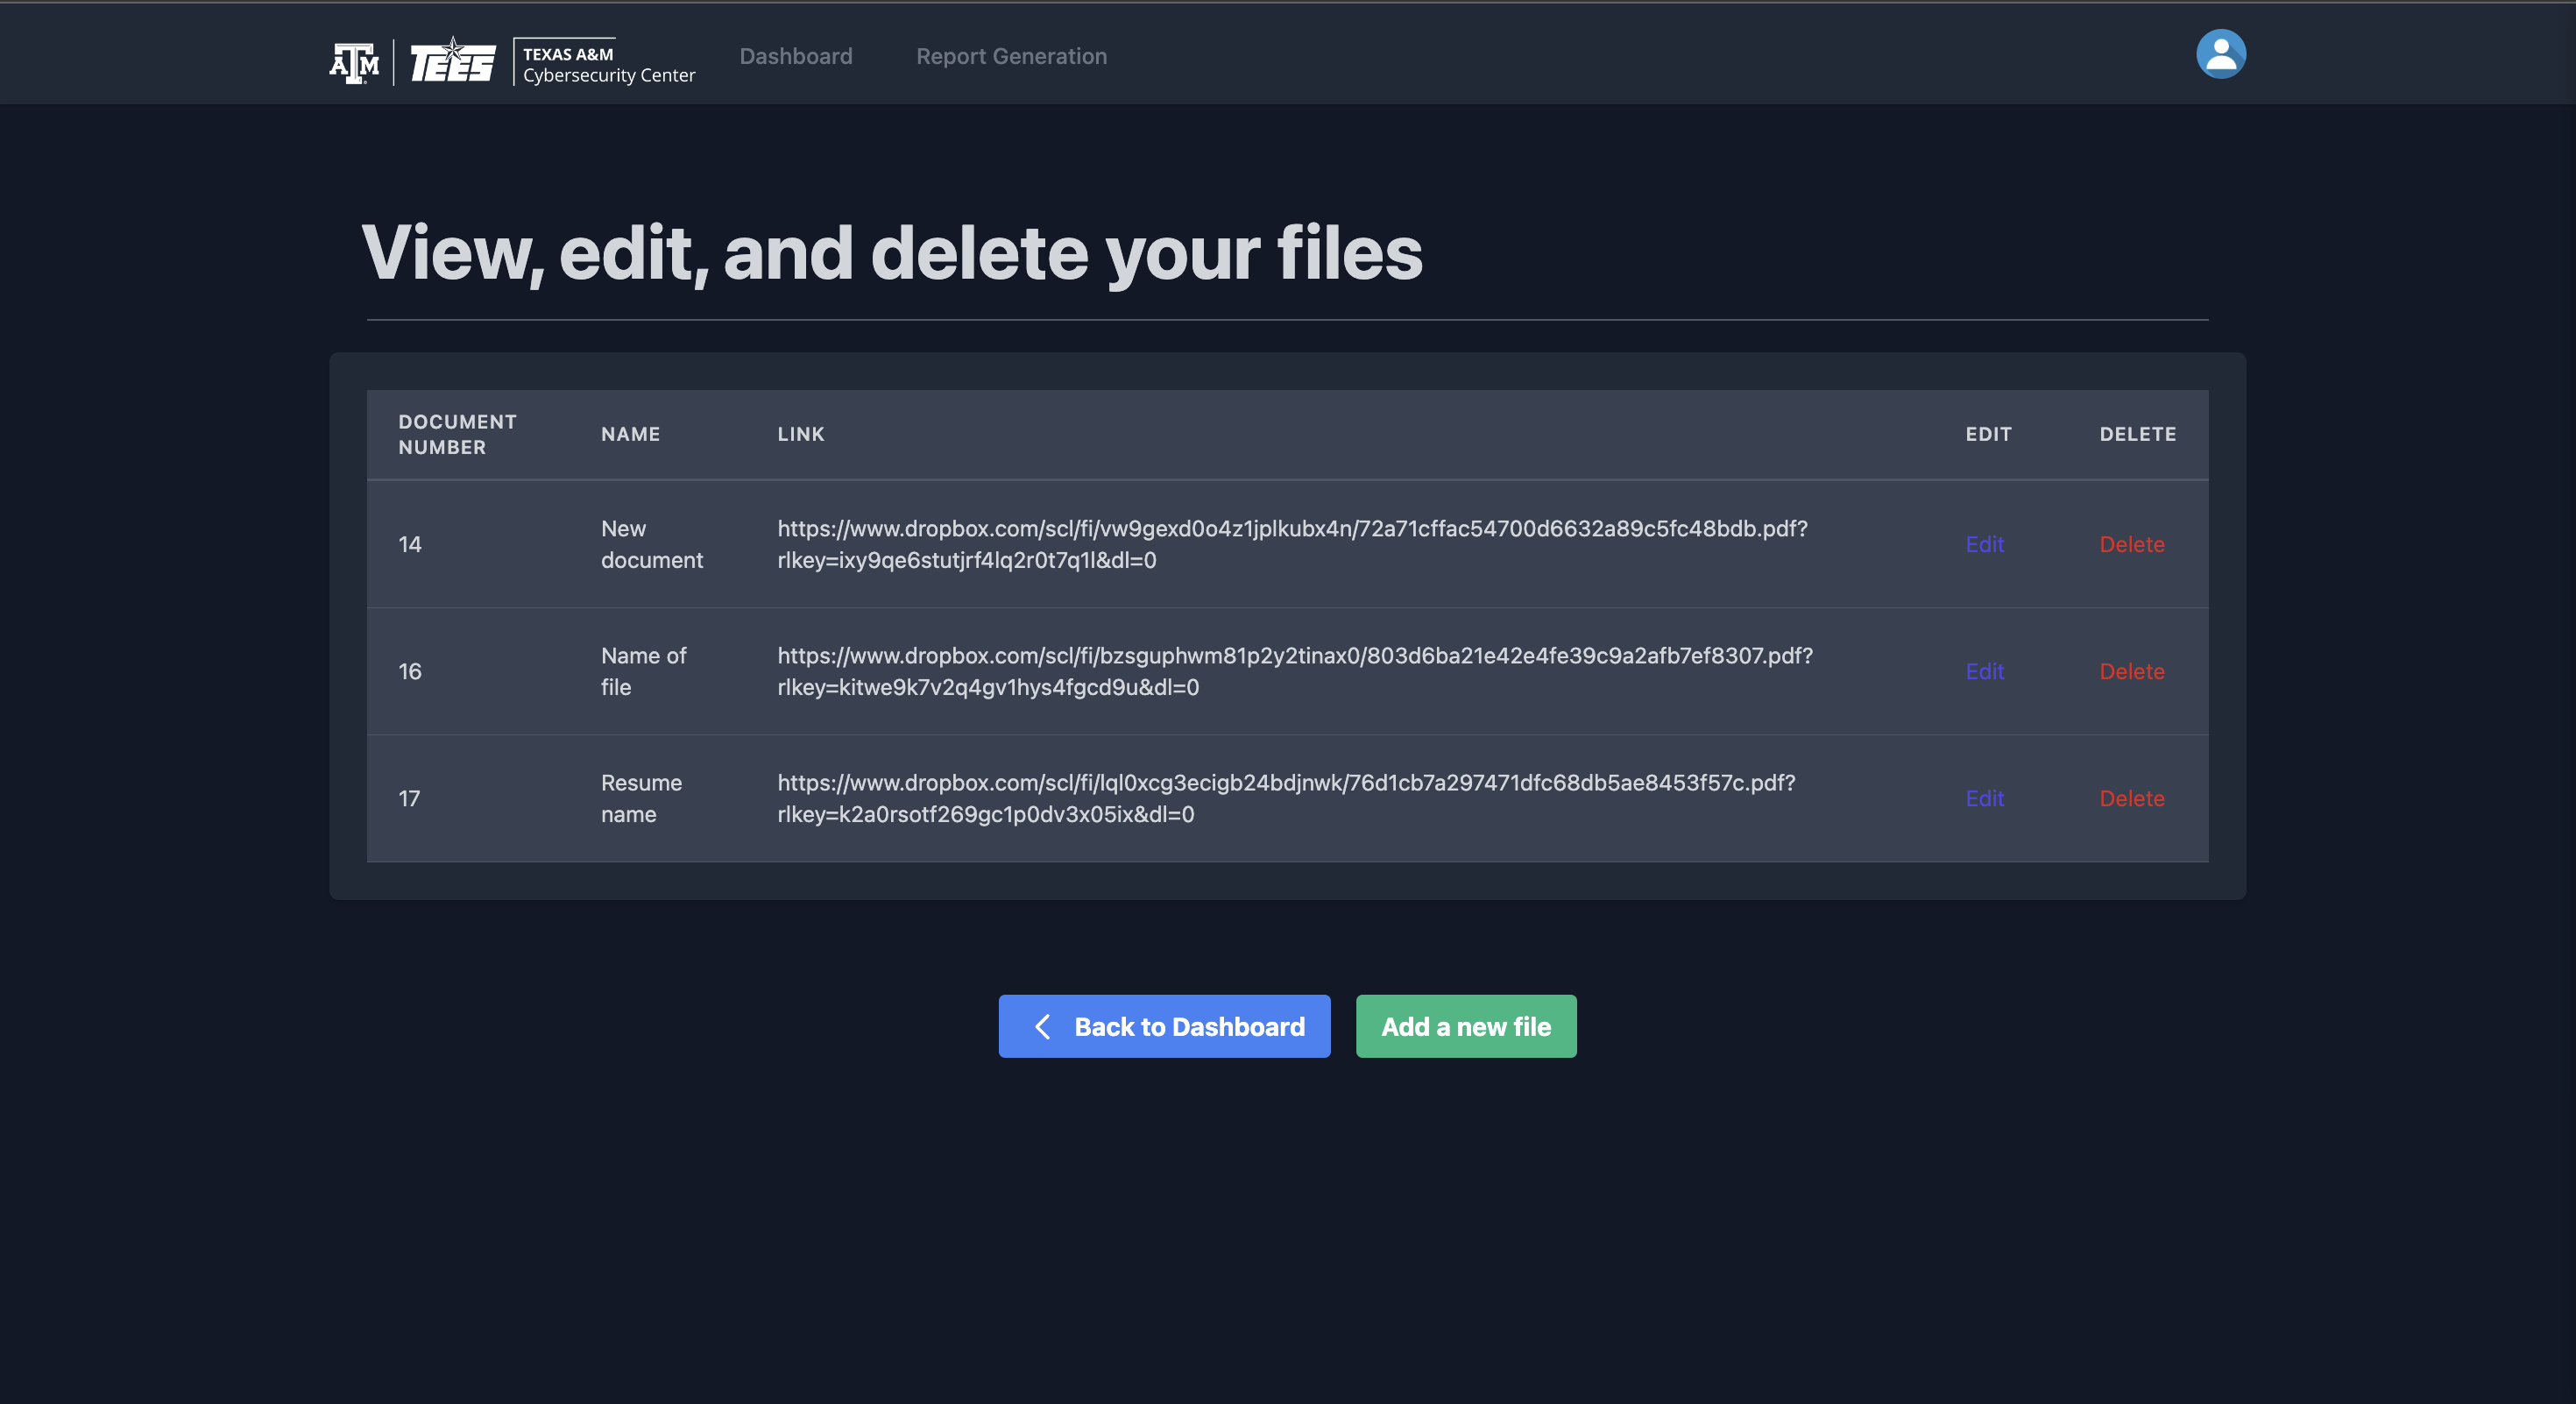 ATM TEES TEXAS A&M
Cybersecurity Center
Dashboard
Report Generation
View, edit, and delete your files
DOCUMENT
NUMBER
NAME
LINK
EDIT
DELETE
14
New
document
https://www.dropbox.com/scl/fi/vw9gexd0o4z1jplkubx4n/72a71cffac54700d6632a89c5fc48bdb.pdf?
rlkey=ixy9qe6stutjrf4lq2r0t7q1l&dl=0
Edit
Delete
16
Name of
file
https://www.dropbox.com/scl/fi/bzsguphwm81p2y2tinax0/803d6ba21e42e4fe39c9a2afb7ef8307.pdf?
rlkey=kitwe9k7v2q4gv1hys4fgcd9u&dl=0
Edit
Delete
17
Resume
name
https://www.dropbox.com/scl/fi/lql0xcg3ecigb24bdjnwk/76d1cb7a297471dfc68db5ae8453f57c.pdf?
rlkey=k2a0rsotf269gc1p0dv3x05ix&dl=0
Edit
Delete
Back to Dashboard
Add a new file